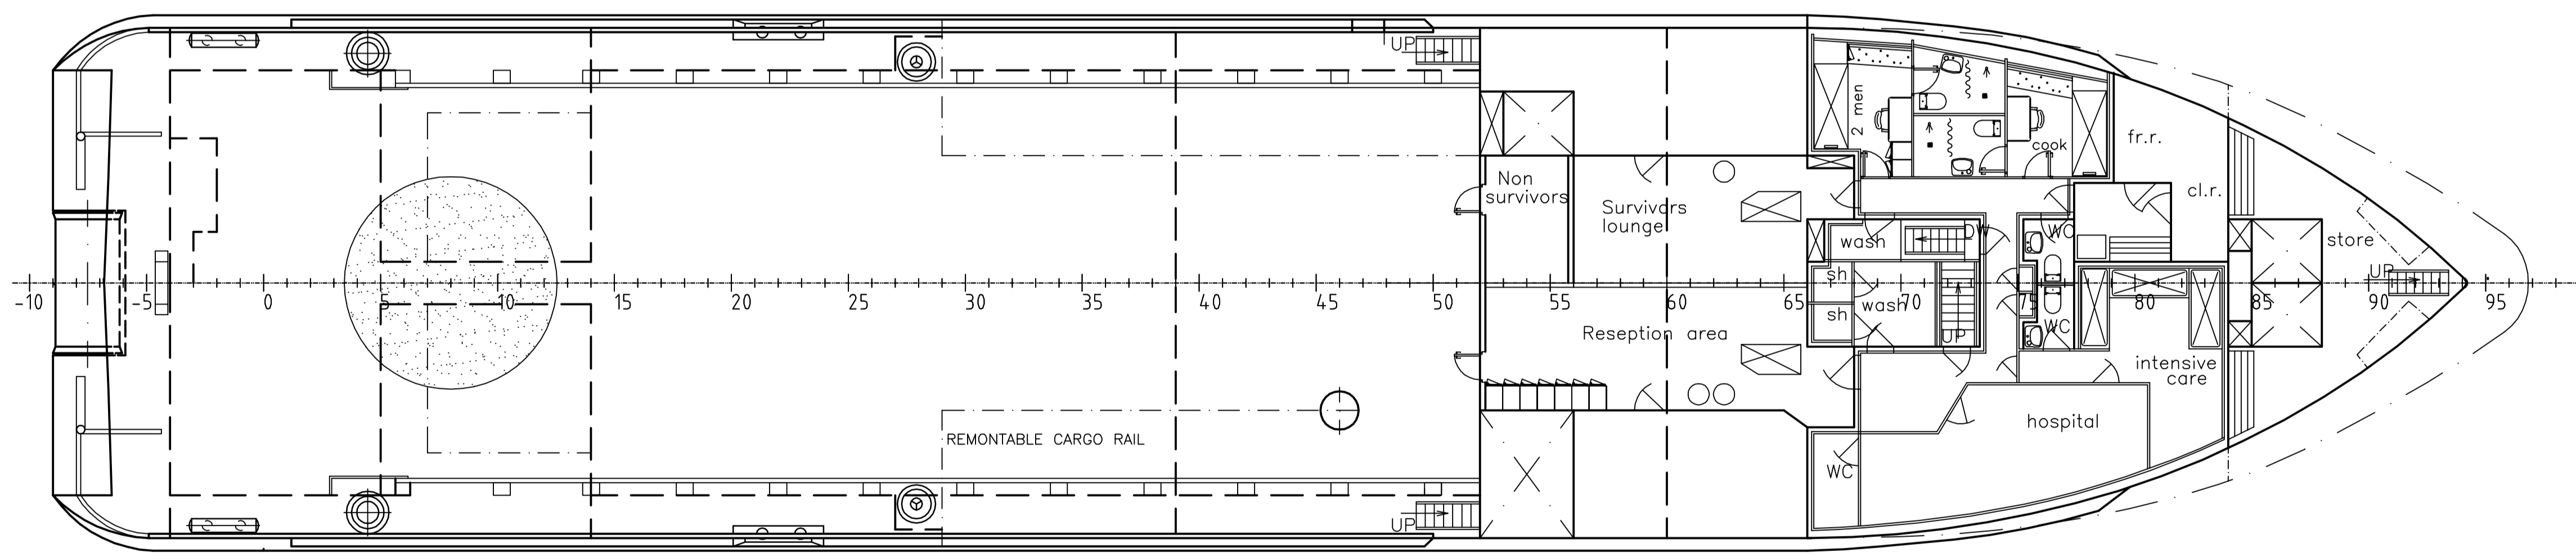 UP
2 men
cook
fr.r.
Non
survivors
Survivors
lounge
cl.r.
wash
DW
WC
store
sh
UP
-10
-5
0
5
10
15
20
25
30
35
40
45
50
55
60
65
70
75
80
85
90
95
sh
wash
WC
UP
Reseption area
intensive
care
hospital
REMONTABLE CARGO RAIL
WC
UP